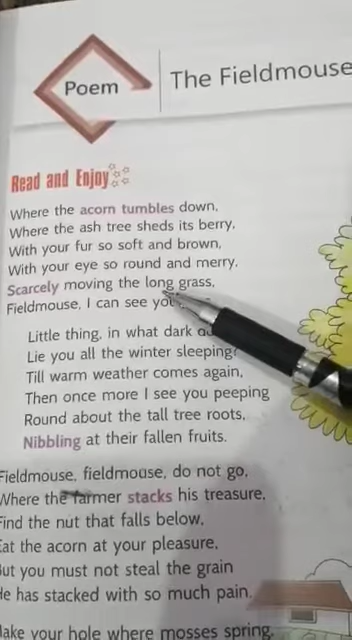 Poem
The Fieldmouse
Read and Enjoy
Where the acorn tumbles down,
Where the ash tree sheds its berry,
With your fur so soft and brown,
With your eye so round and merry.
Scarcely moving the long grass,
Fieldmouse, I can see
Little thing, in what dark
Lie you all the winter sleeping?
Till warm weather comes again,
Then once more I see you peeping
Round about the tall tree roots,
Nibbling at their fallen fruits.
Fieldmouse, fieldmouse, do not go,
Where the farmer stacks his treasure,
Find the nut that falls below,
Eat the acorn at your pleasure,
But you must not steal the grain
He has stacked with so much pain.
Make your hole where mosses spring,